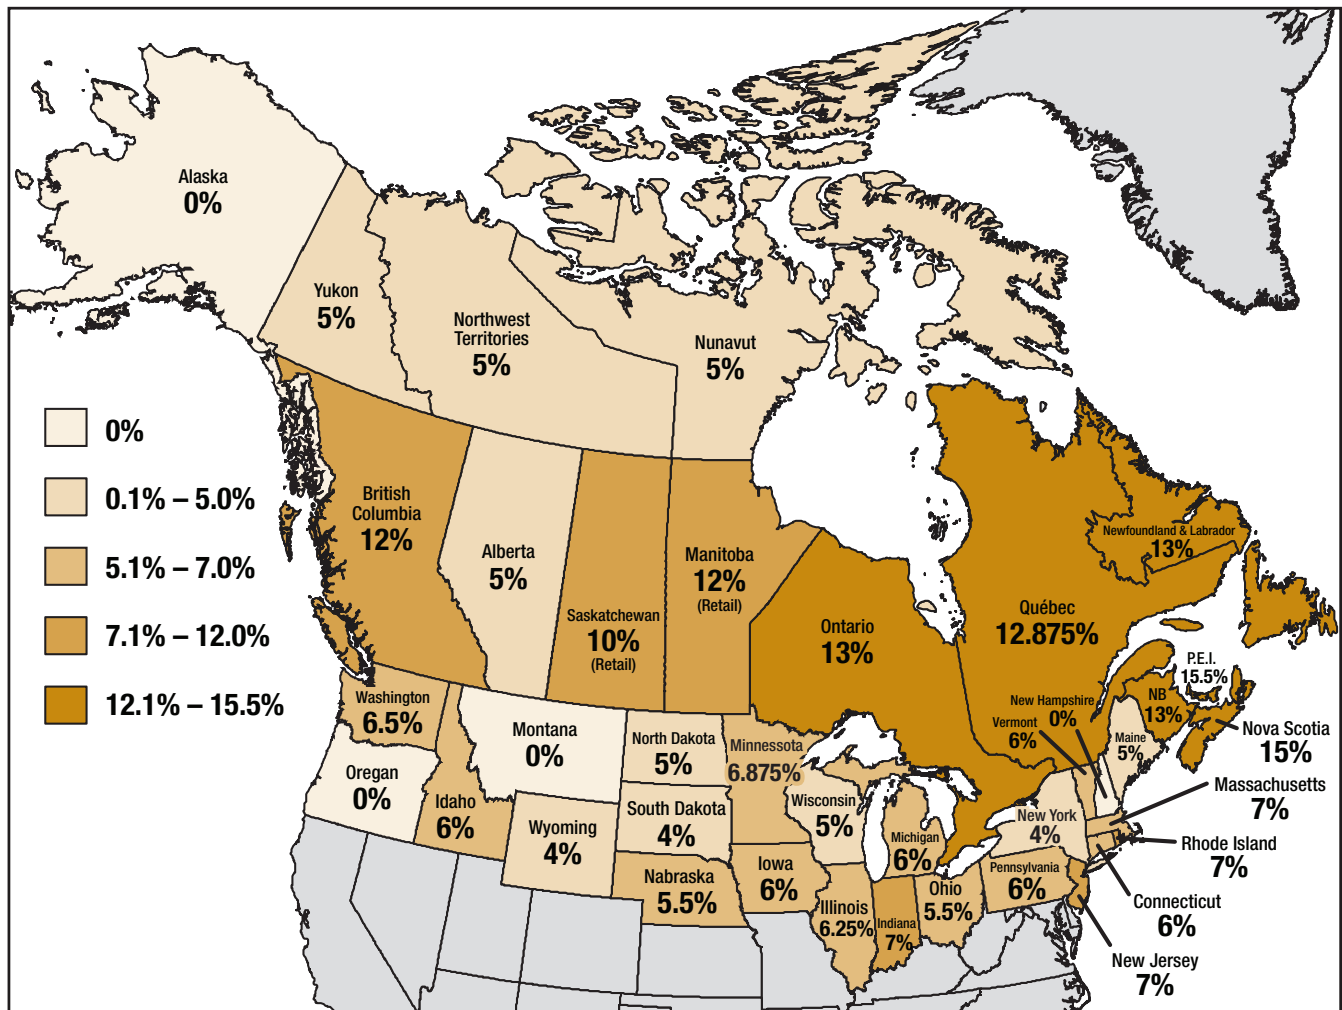 Alaska
0%
Yukon
5%
Northwest
Territories
5%
Nunavut
5%
0%
0.1% – 5.0%
5.1% – 7.0%
7.1% – 12.0%
12.1% – 15.5%
British
Columbia
12%
Alberta
5%
Saskatchewan
10%
(Retail)
Manitoba
12%
(Retail)
Ontario
13%
Québec
12.875%
Newfoundland & Labrador
13%
P.E.I.
15.5%
NB
13%
Nova Scotia
15%
New Hampshire
0%
Vermont
6%
Maine
5%
Massachusetts
7%
Rhode Island
7%
Connecticut
6%
New Jersey
7%
Washington
6.5%
Oregan
0%
Idaho
6%
Montana
0%
Wyoming
4%
North Dakota
5%
South Dakota
4%
Nabraska
5.5%
Minnessota
6.875%
Iowa
6%
Wisconsin
5%
Illinois
6.25%
Michigan
6%
Indiana
7%
Ohio
5.5%
Pennsylvania
6%
New York
4%